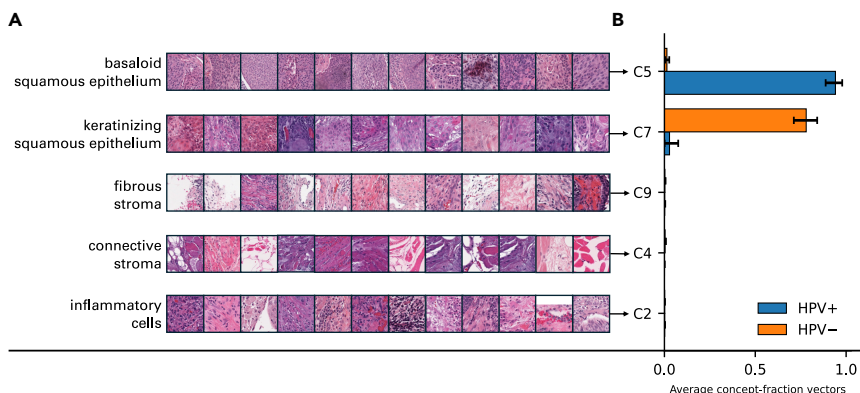 A
B
basaloid
squamous epithelium
C5
keratinizing
squamous epithelium
C7
fibrous
stroma
C9
connective
stroma
C4
inflammatory
cells
C2
HPV+
HPV−
0.0 0.5 1.0
Average concept-fraction vectors